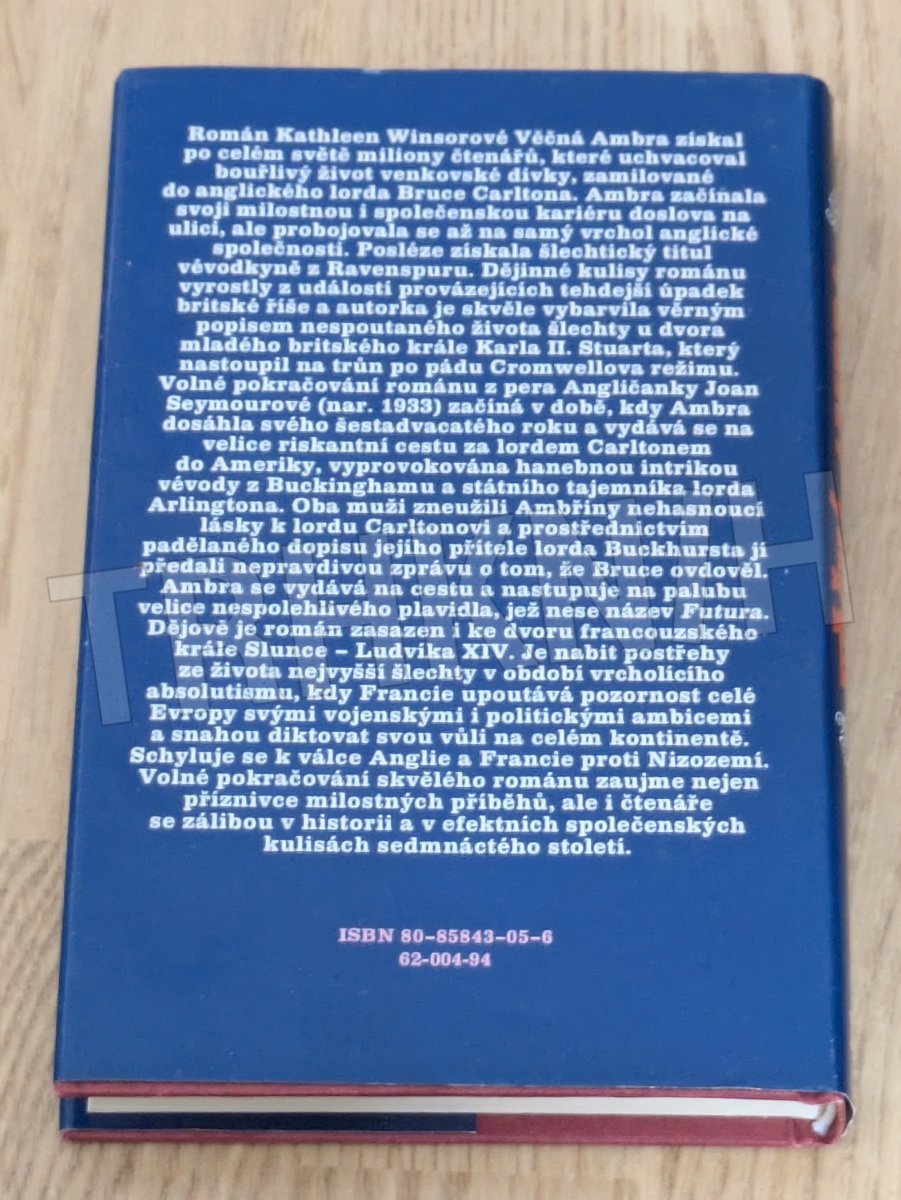 Román Kathleen Winsorové Věčná Ambra získal
po celém světě miliony čtenářů, které uchvacoval
bouřlivý život venkovské dívky, zamilované
do anglického lorda Bruce Carltona. Ambra začínala
svoji milostnou i společenskou kariéru doslova na
ulici, ale probojovala se až na samý vrchol anglické
společnosti. Posléze získala šlechtický titul
vévodkyně z Ravenspuru. Dějinné kulisy románu
vyrostly z událostí provázejících tehdejší úpadek
britské říše a autorka je skvěle vybarvila věrným
popisem nespoutaného života šlechty u dvora
mladého britského krále Karla II. Stuarta, který
nastoupil na trůn po pádu Cromwellova režimu.
Volné pokračování románu z pera Angličanky Joan
Seymourové (nar. 1933) začíná v době, kdy Ambra
dosáhla svého šestadvacatého roku a vydává se na
velice riskantní cestu za lordem Carltonem
do Ameriky, vyprovokována hanebnou intrikou
vévody z Buckinghamu a státního tajemníka lorda
Arlingtona. Oba muži zneužili Ambřiny nehasnoucí
lásky k lordu Carltonovi a prostřednictvím
padělaného dopisu jejího přítele lorda Buckhursta jí
předali nepravdivou zprávu o tom, že Bruce ovdověl.
Ambra se vydává na cestu a nastupuje na palubu
velice nespolehlivého plavidla, jež nese název Futura.
Dějově je román zasazen i ke dvoru francouzského
krále Slunce – Ludvíka XIV. Je nabit postřehy
ze života nejvyšší šlechty v období vrcholícího
absolutismu, kdy Francie upoutává pozornost celé
Evropy svými vojenskými i politickými ambicemi
a snahou diktovat svou vůli na celém kontinentě.
Schyluje se k válce Anglie a Francie proti Nizozemí.
Volné pokračování skvělého románu zaujme nejen
příznivce milostných příběhů, ale i čtenáře
se zálibou v historii a v efektních společenských
kulisách sedmnáctého století.
ISBN 80-85843-05-6
62-004-94